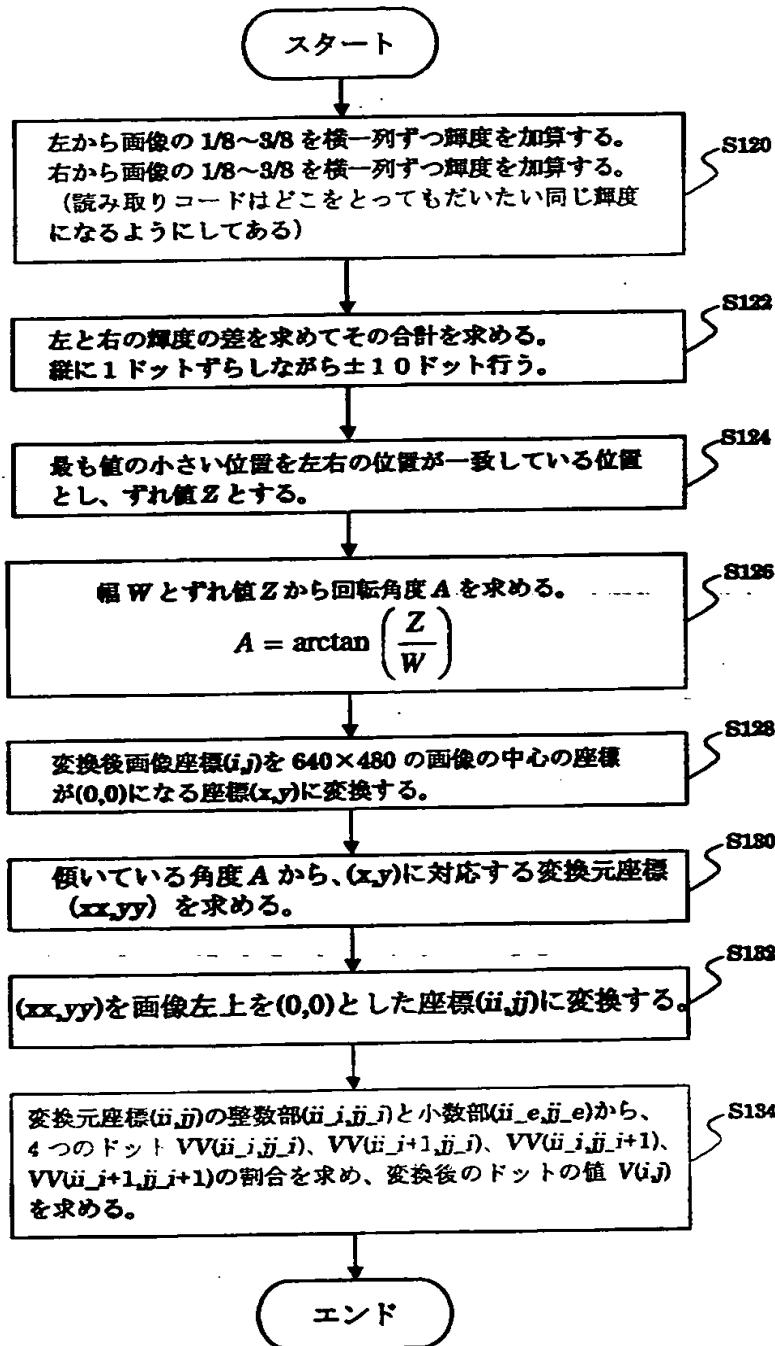 スタート
左から画像の 1/8～3/8 を横一列ずつ輝度を加算する。
右から画像の 1/8～3/8 を横一列ずつ輝度を加算する。
（読み取りコードはどこをとってもだいたい同じ輝度
になるようにしてある）
S120
左と右の輝度の差を求めてその合計を求める。
縦に１ドットずらしながら±１０ドット行う。
S122
最も値の小さい位置を左右の位置が一致している位置
とし、ずれ値 Z とする。
S124
幅 W とずれ値 Z から回転角度 A を求める。
A = arctan (Z/W)
S126
変換後画像座標(i,j)を 640×480 の画像の中心の座標
が(0,0)になる座標(x,y)に変換する。
S128
傾いている角度 A から、(x,y)に対応する変換元座標
（xx,yy）を求める。
S130
(xx,yy)を画像左上を(0,0)とした座標(ii,jj)に変換する。
S132
変換元座標(ii,jj)の整数部(ii_i,jj_i)と小数部(ii_e,jj_e)から、
4 つのドット VV(ii_i,jj_i)、VV(ii_i+1,jj_i)、VV(ii_i,jj_i+1)、
VV(ii_i+1,jj_i+1)の割合を求め、変換後のドットの値 V(i,j)
を求める。
S134
エンド